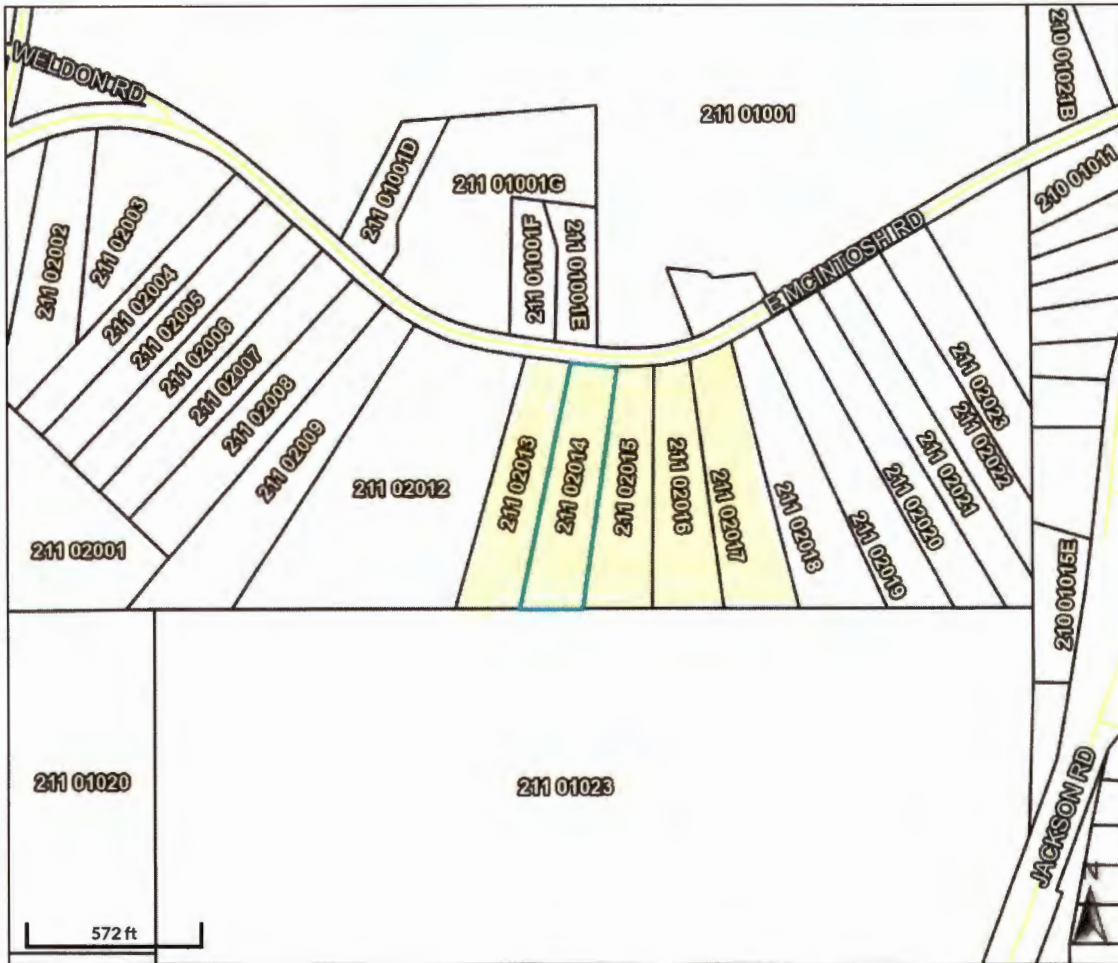 WELDON RD
210 01021B
211 01001
211 01001D
210 01011
211 01001G
211 02003
211 01001F
211 01001E
211 02002
E MCINTOSH RD
211 02004
211 02005
211 02006
211 02007
211 02008
211 02009
211 02023
211 02022
211 02021
211 02020
211 02012
211 02013
211 02014
211 02015
211 02016
211 02017
211 02018
211 02019
211 02001
210 01015E
211 01020
211 01023
JACKSON RD
572 ft
N